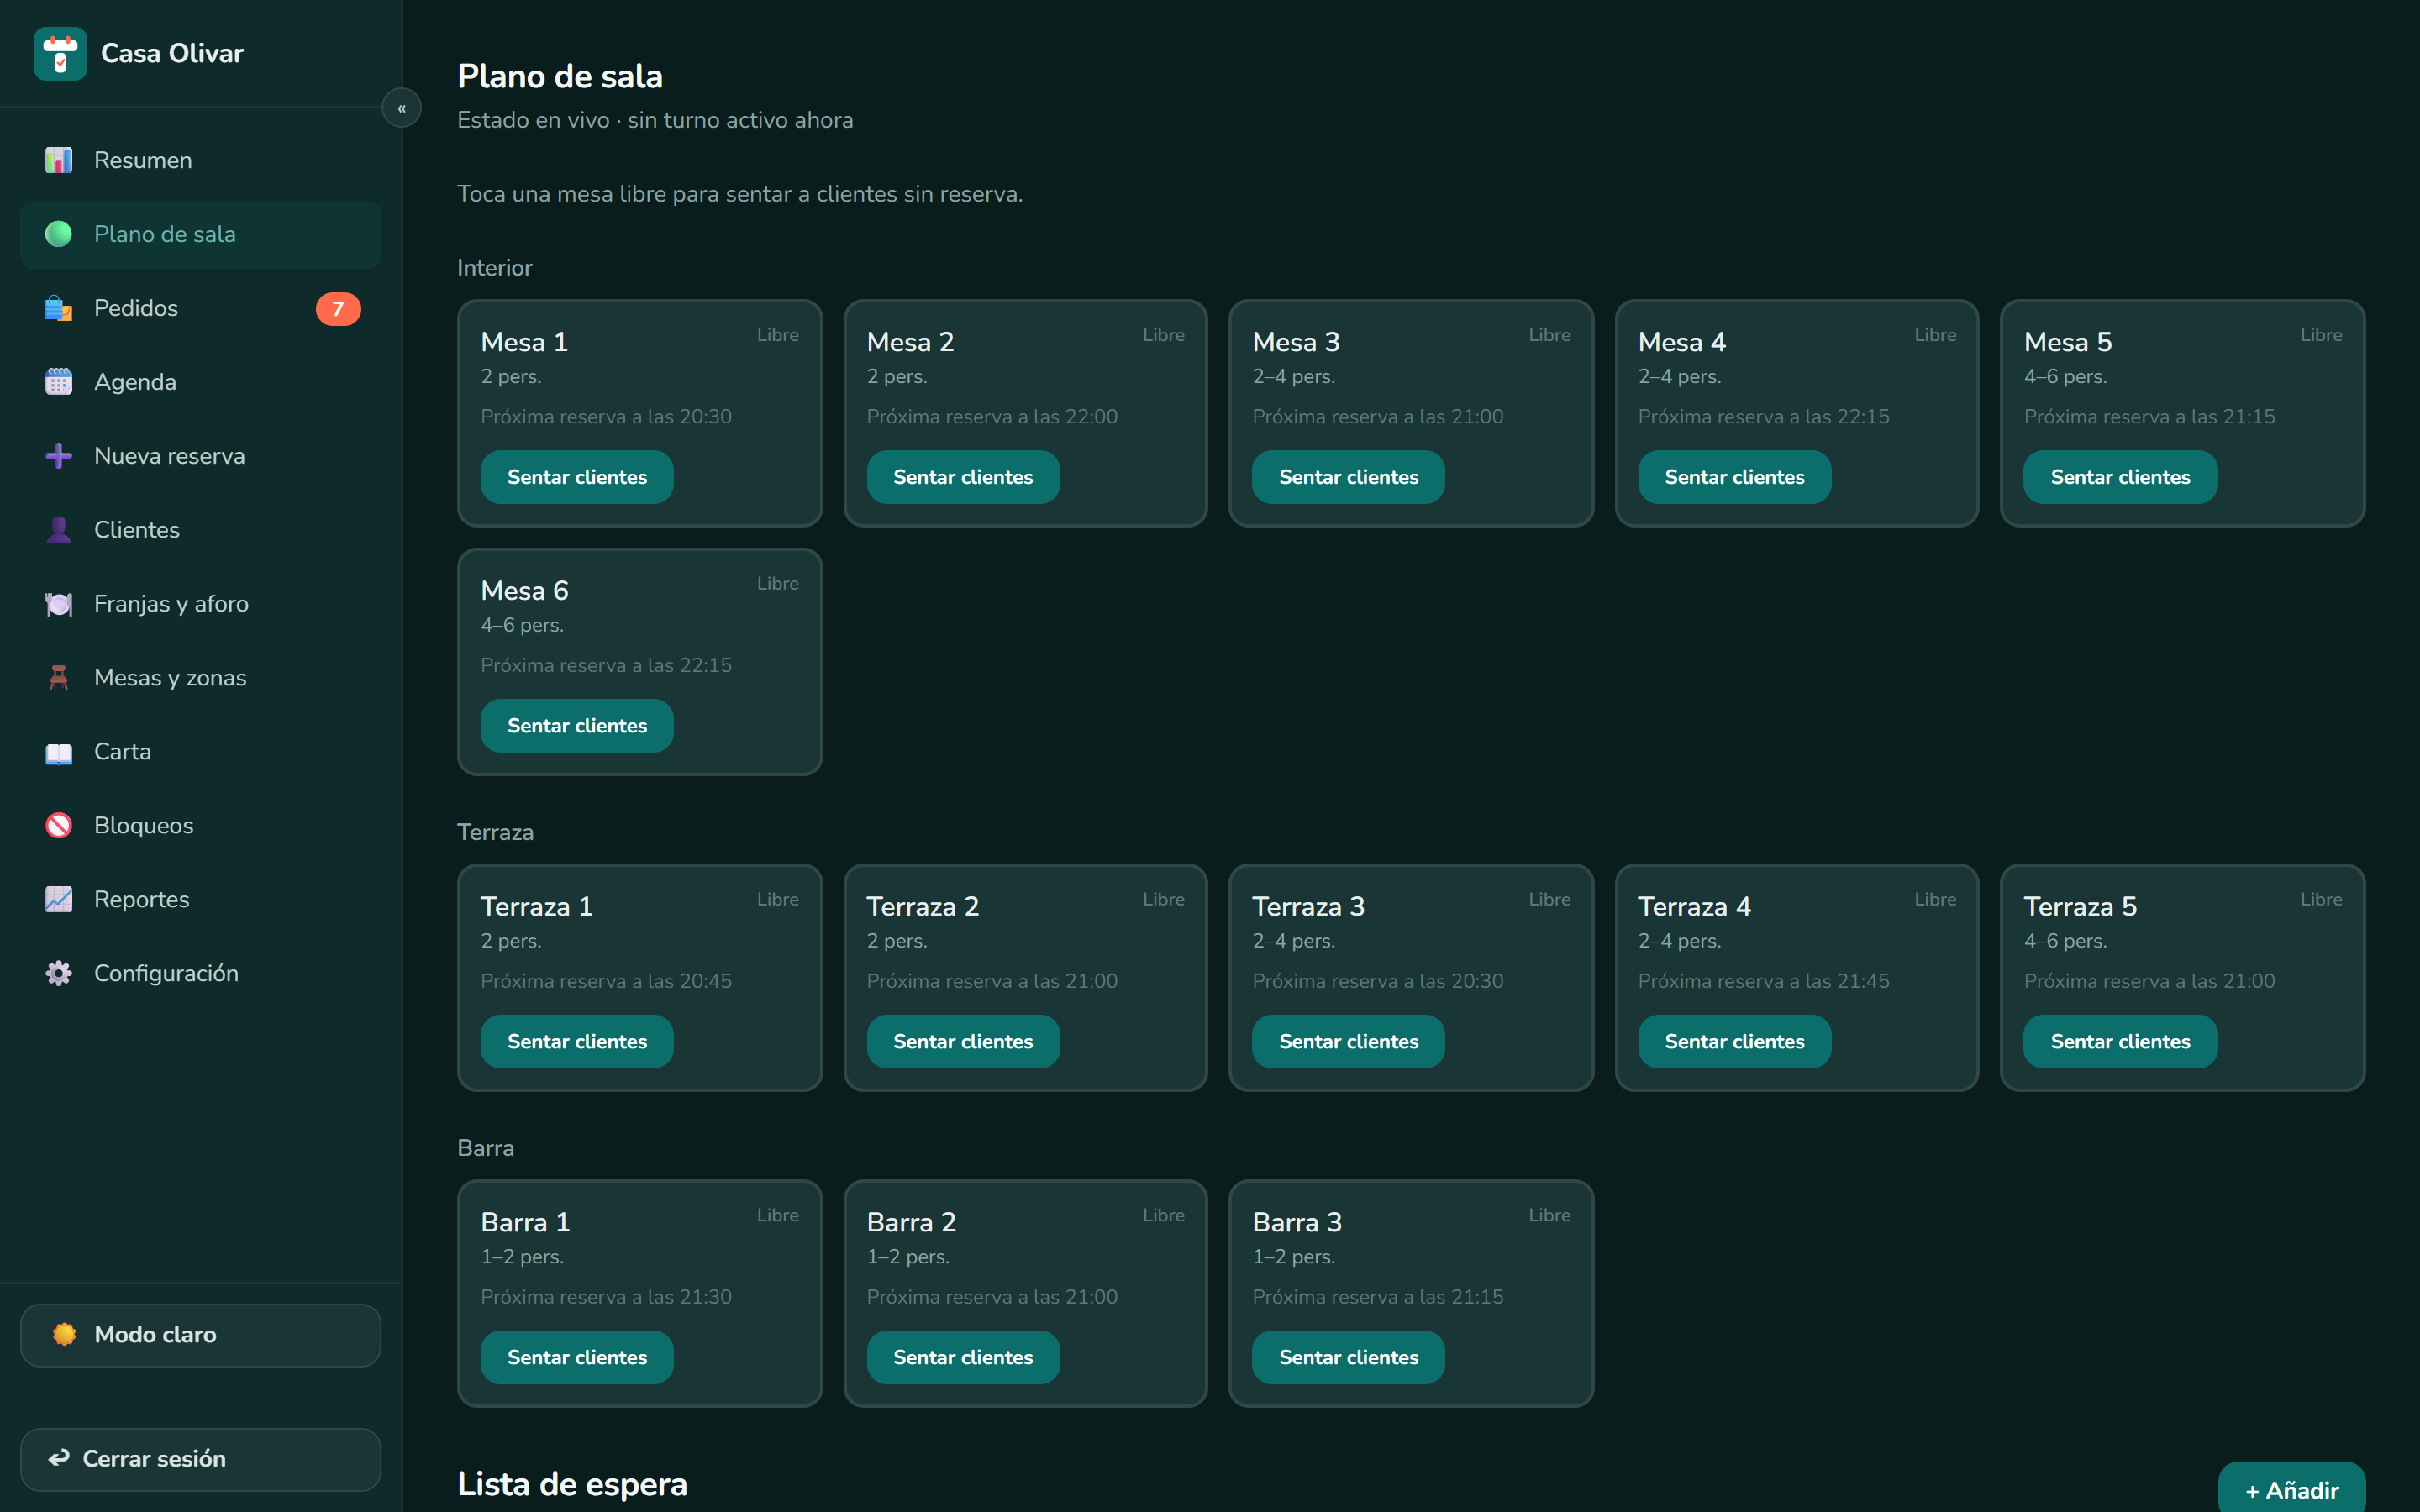 Casa Olivar
«
Resumen
Plano de sala
Pedidos 7
Agenda
Nueva reserva
Clientes
Franjas y aforo
Mesas y zonas
Carta
Bloqueos
Reportes
Configuración
Modo claro
Cerrar sesión
Plano de sala
Estado en vivo · sin turno activo ahora
Toca una mesa libre para sentar a clientes sin reserva.
Interior
Mesa 1 Libre
2 pers.
Próxima reserva a las 20:30
Sentar clientes
Mesa 2 Libre
2 pers.
Próxima reserva a las 22:00
Sentar clientes
Mesa 3 Libre
2–4 pers.
Próxima reserva a las 21:00
Sentar clientes
Mesa 4 Libre
2–4 pers.
Próxima reserva a las 22:15
Sentar clientes
Mesa 5 Libre
4–6 pers.
Próxima reserva a las 21:15
Sentar clientes
Mesa 6 Libre
4–6 pers.
Próxima reserva a las 22:15
Sentar clientes
Terraza
Terraza 1 Libre
2 pers.
Próxima reserva a las 20:45
Sentar clientes
Terraza 2 Libre
2 pers.
Próxima reserva a las 21:00
Sentar clientes
Terraza 3 Libre
2–4 pers.
Próxima reserva a las 20:30
Sentar clientes
Terraza 4 Libre
2–4 pers.
Próxima reserva a las 21:45
Sentar clientes
Terraza 5 Libre
4–6 pers.
Próxima reserva a las 21:00
Sentar clientes
Barra
Barra 1 Libre
1–2 pers.
Próxima reserva a las 21:30
Sentar clientes
Barra 2 Libre
1–2 pers.
Próxima reserva a las 21:00
Sentar clientes
Barra 3 Libre
1–2 pers.
Próxima reserva a las 21:15
Sentar clientes
Lista de espera
+ Añadir